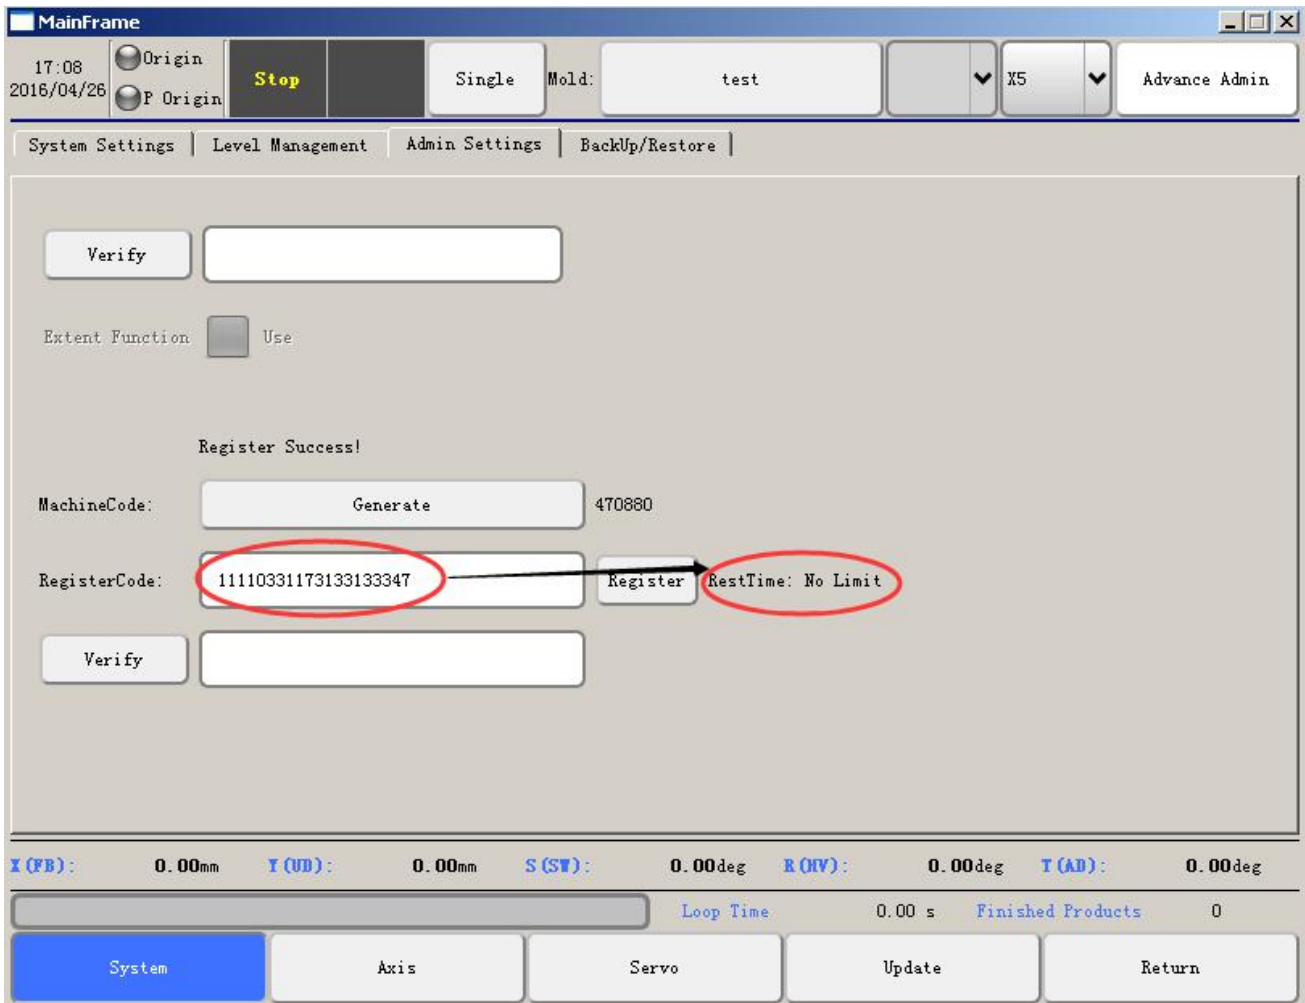 MainFrame
17:08
2016/04/26
Origin
P Origin
Stop
Single
Mold:
test
X5
Advance Admin
System Settings
Level Management
Admin Settings
BackUp/Restore
Verify
Extent Function
Use
Register Success!
MachineCode:
Generate
470880
RegisterCode:
11110331173133133347
Register
RestTime: No Limit
Verify
X(FB): 0.00mm Y(UD): 0.00mm S(SW): 0.00deg R(HV): 0.00deg T(AD): 0.00deg
Loop Time 0.00 s Finished Products 0
System
Axis
Servo
Update
Return